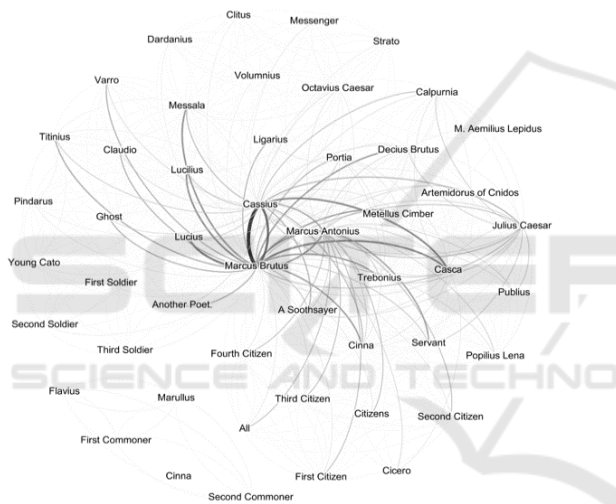 Clitus
Messenger
Dardanius
Strato
Varro
Volumnius
Octavius Caesar
Calpurnia
Messala
Titinius
Claudio
Ligarius
M. Aemilius Lepidus
Portia
Decius Brutus
Lucilius
Pindarus
Ghost
Cassius
Artemidorus of Cnidos
Metellus Cimber
Lucius
Marcus Antonius
Julius Caesar
Young Cato
Marcus Brutus
Casca
First Soldier
Trebonius
Publius
Another Poet.
A Soothsayer
Second Soldier
Third Soldier
Fourth Citizen
Cinna
Servant
Popilius Lena
SCIENCE AND TECHNO
Flavius
Marullus
Third Citizen
Citizens
Second Citizen
All
First Commoner
Cinna
First Citizen
Cicero
Second Commoner